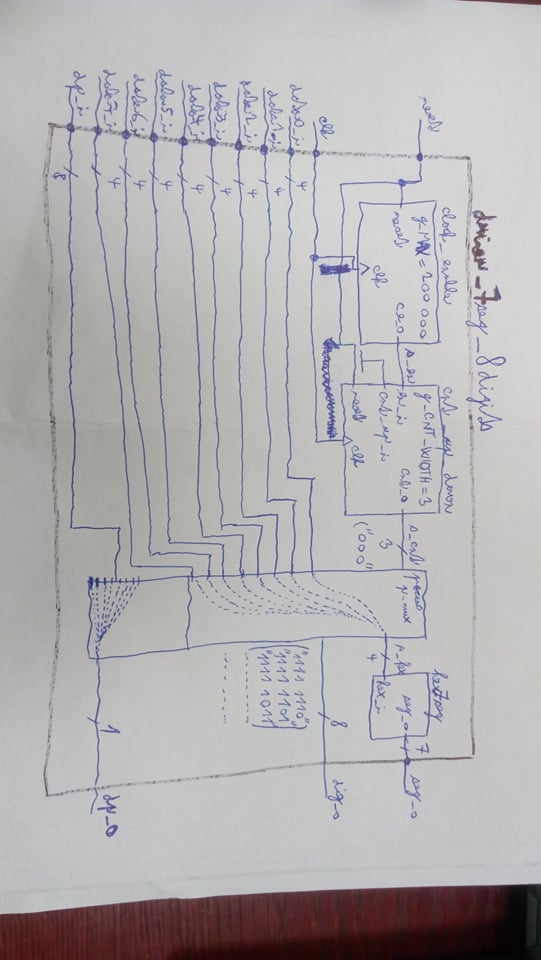 driver_7seg_8digits
clock_enable
g_MAX = 200 000
reset
ce_o
clk
s_en
cnt_up_down
g_CNT_WIDTH = 3
en_i
cnt_o
cnt_up_i
reset
clk
s_cnt
3
("000"
process
p_mux
s_hex
4
hex7seg
seg_o
hex_i
7
seg_o
8
dig_o
("1111 1110"
"1111 1101"
"1111 1011")
reset
clk
data0_i
4
data1_i
4
data2_i
4
data3_i
4
data4_i
4
data5_i
4
data6_i
4
data7_i
4
dp_i
8
1
dp_o